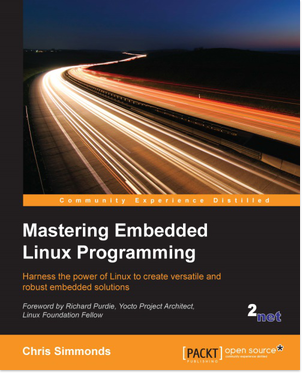 Community Experience Distilled
Mastering Embedded
Linux Programming
Harness the power of Linux to create versatile and
robust embedded solutions
Foreword by Richard Purdie, Yocto Project Architect,
Linux Foundation Fellow
2net
Chris Simmonds
[PACKT] open source*
PUBLISHING